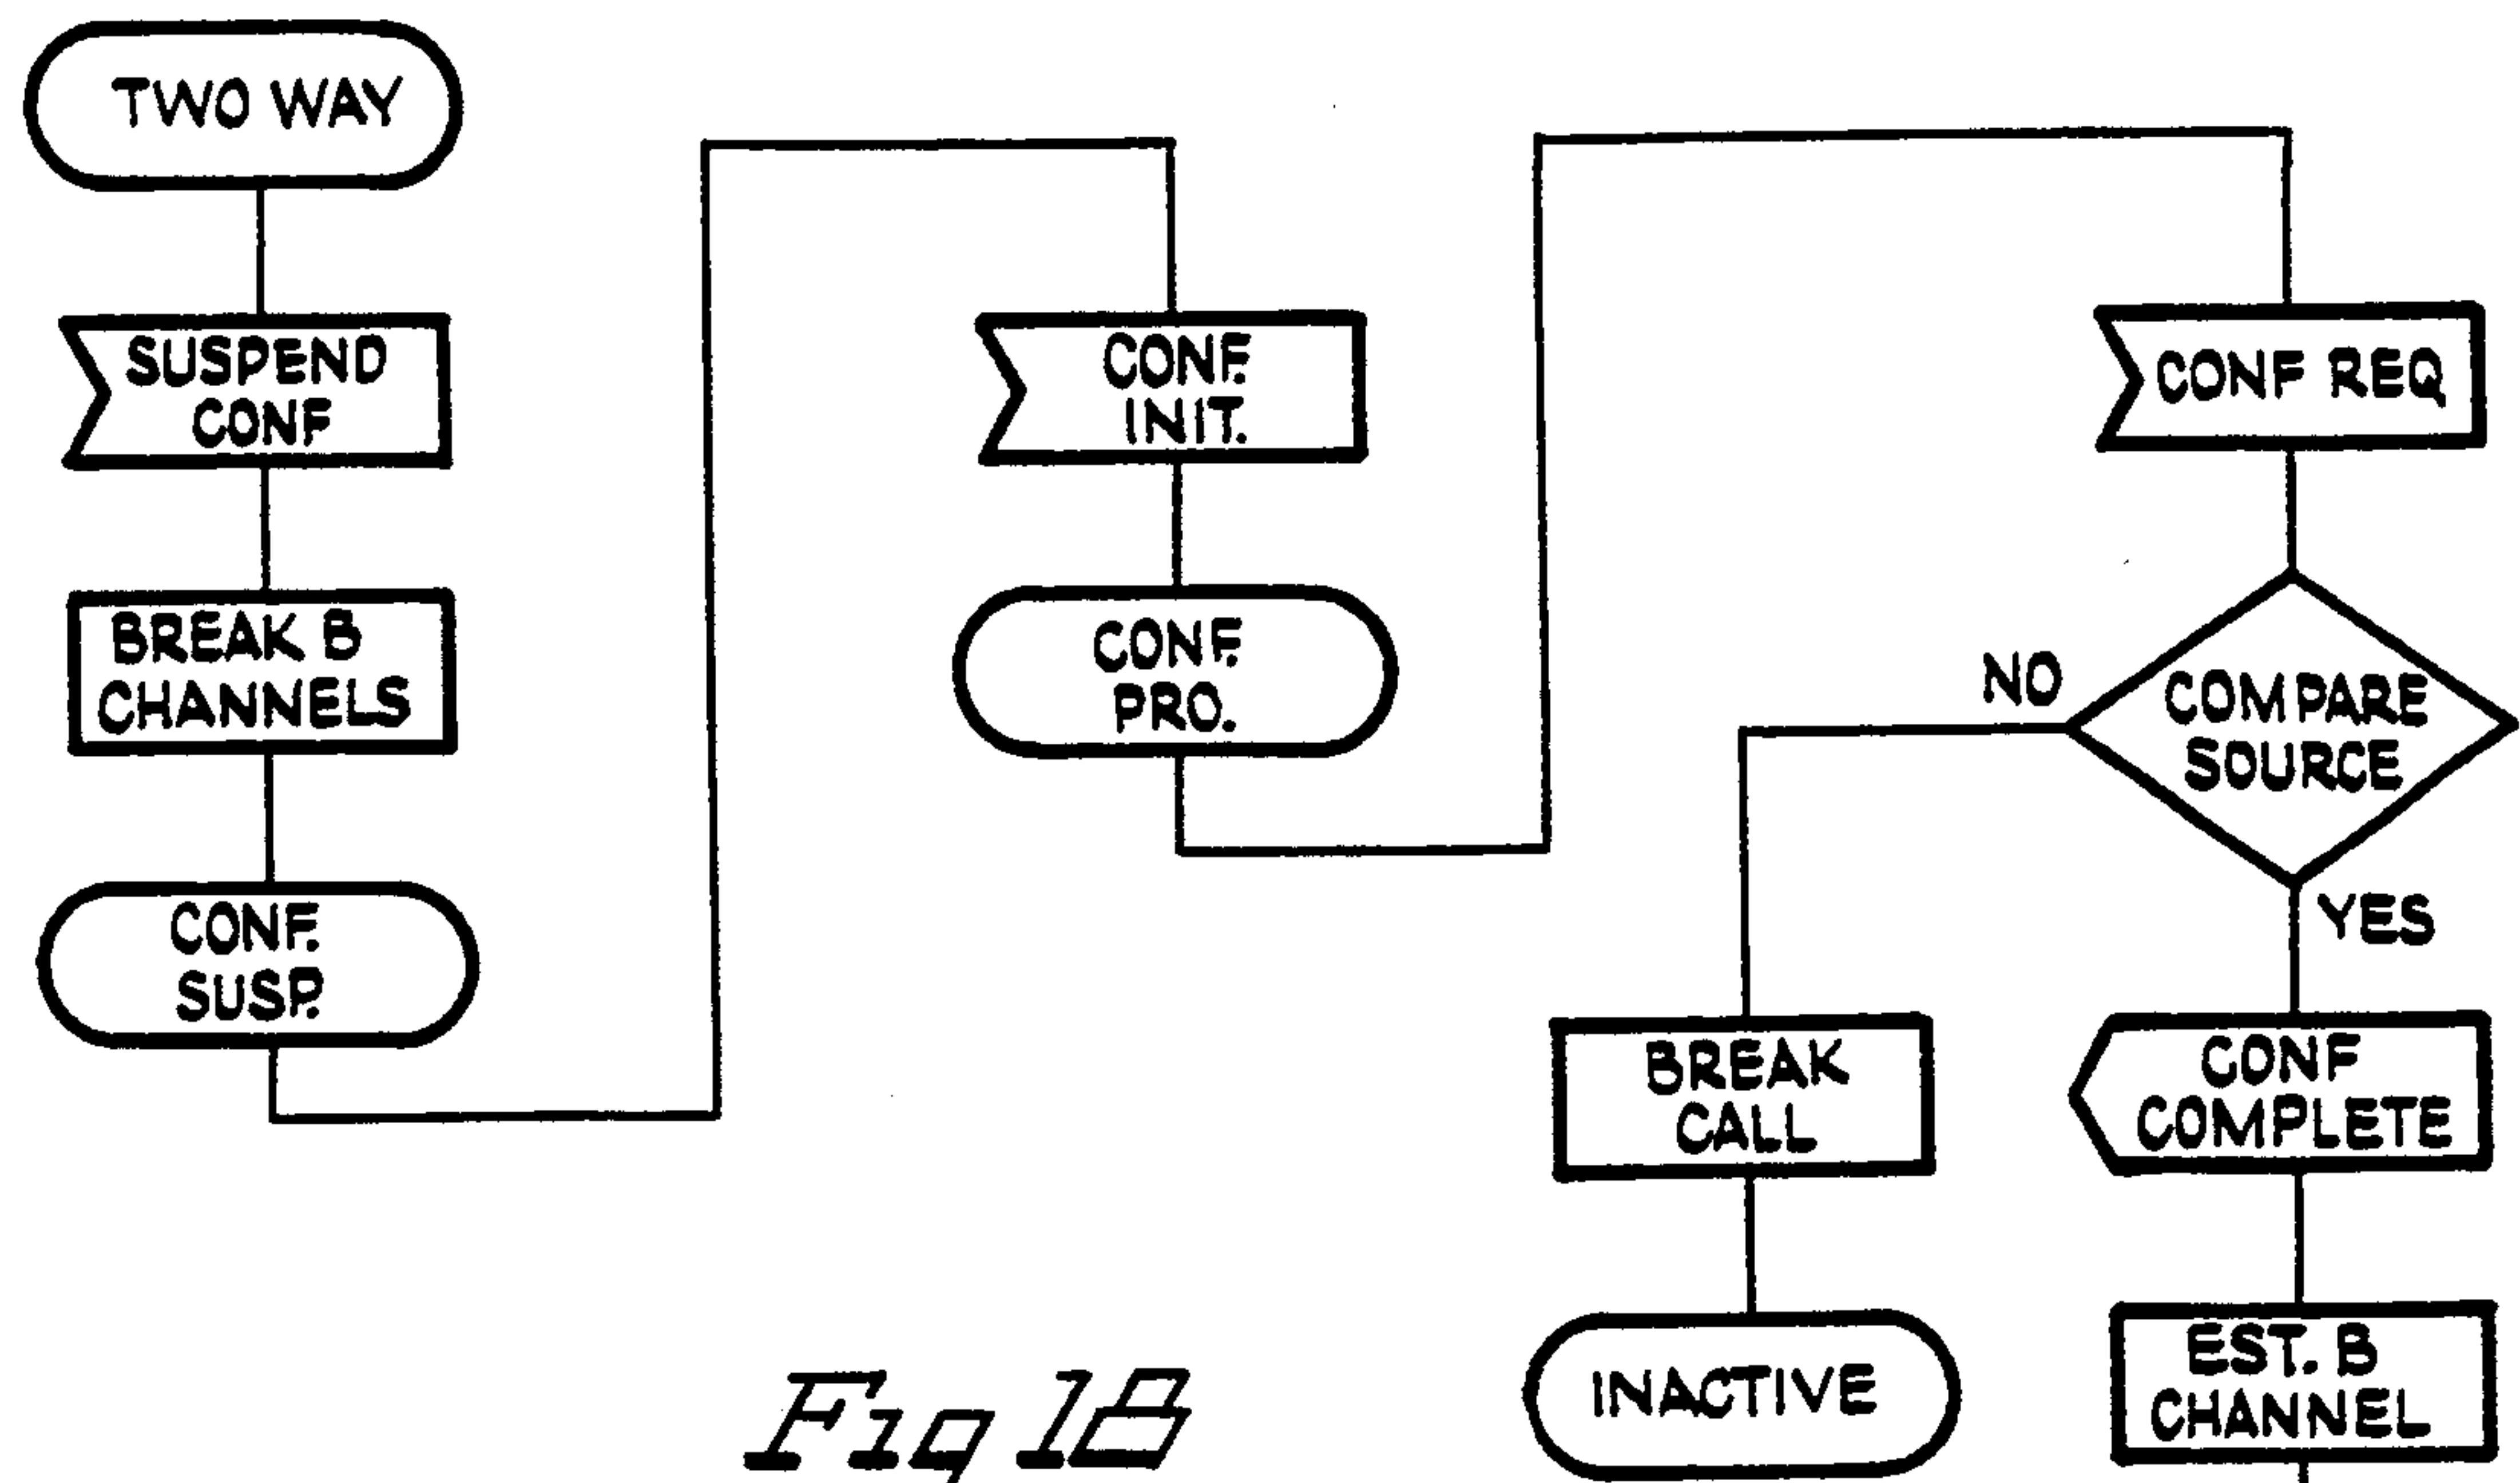 TWO WAY
SUSPEND
CONF
BREAK B
CHANNELS
CONF.
SUSP.
CONF.
INIT.
CONF.
PRO.
CONF REQ
COMPARE
SOURCE
NO
YES
BREAK
CALL
INACTIVE
CONF
COMPLETE
EST. B
CHANNEL
Fig 18